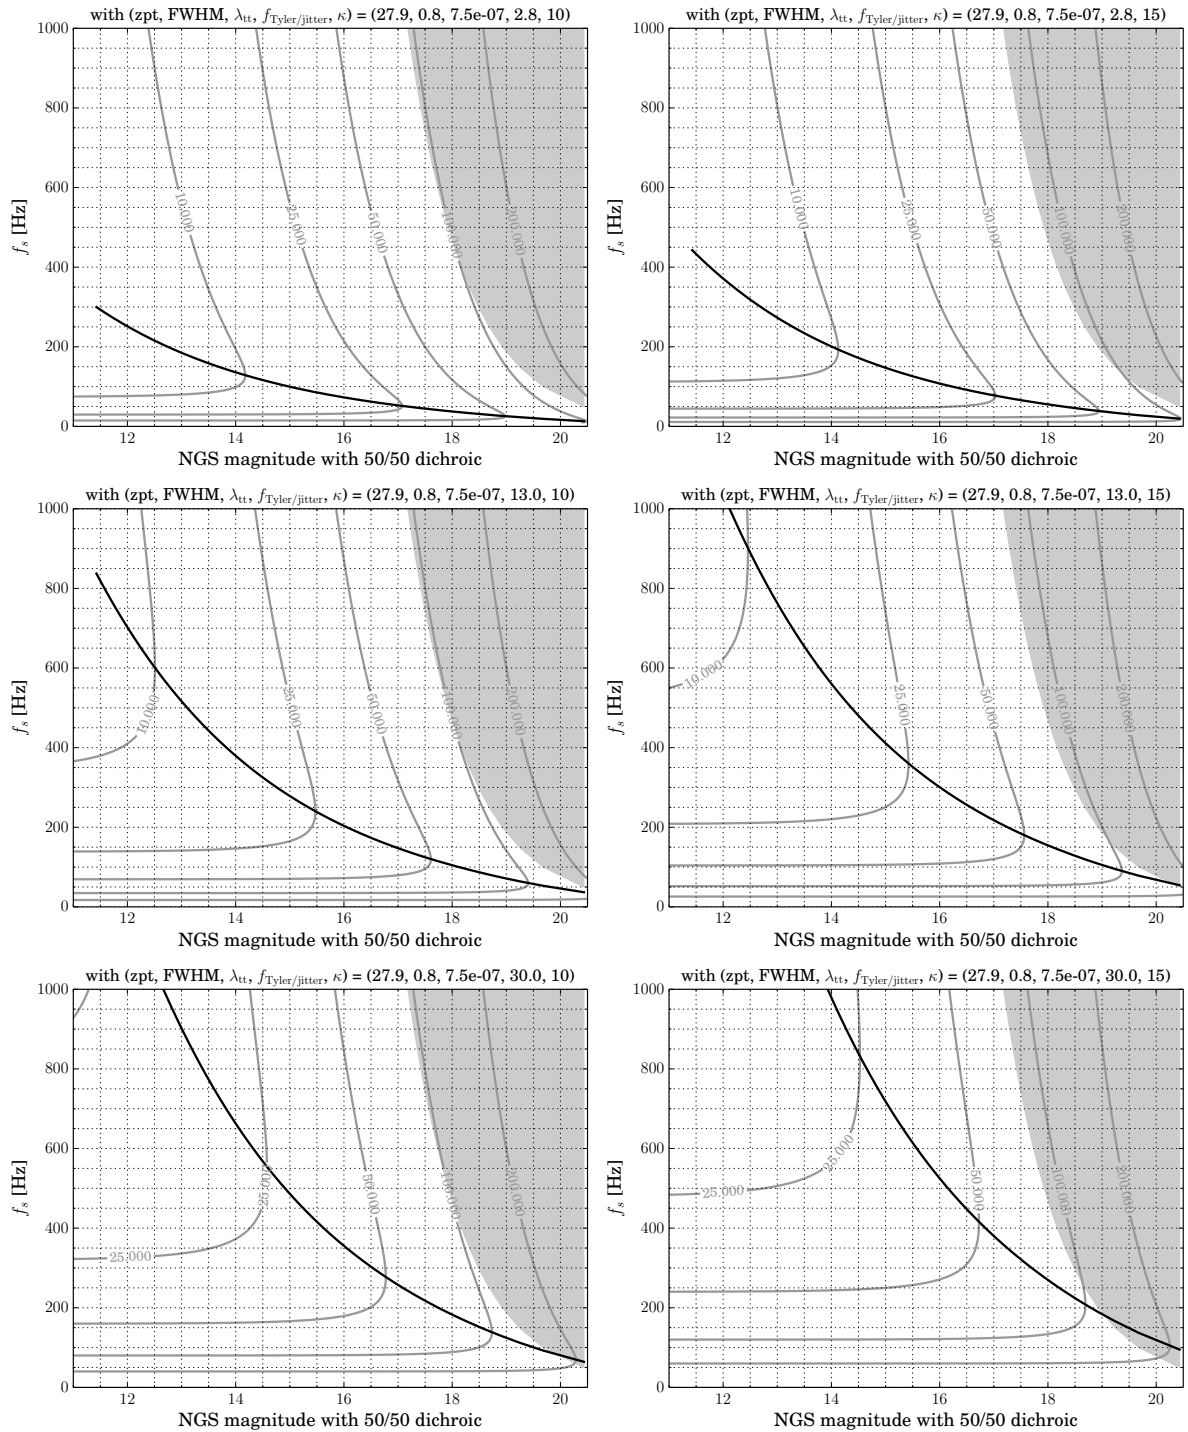 with (zpt, FWHM, λtt, fTyler/jitter, κ) = (27.9, 0.8, 7.5e-07, 2.8, 10)
1000
800
600
400
200
0
fs [Hz]
10.000
25.000
50.000
100.000
200.000
12 14 16 18 20
NGS magnitude with 50/50 dichroic
with (zpt, FWHM, λtt, fTyler/jitter, κ) = (27.9, 0.8, 7.5e-07, 2.8, 15)
1000
800
600
400
200
0
fs [Hz]
10.000
25.000
50.000
100.000
200.000
12 14 16 18 20
NGS magnitude with 50/50 dichroic
with (zpt, FWHM, λtt, fTyler/jitter, κ) = (27.9, 0.8, 7.5e-07, 13.0, 10)
1000
800
600
400
200
0
fs [Hz]
10.000
25.000
50.000
100.000
200.000
12 14 16 18 20
NGS magnitude with 50/50 dichroic
with (zpt, FWHM, λtt, fTyler/jitter, κ) = (27.9, 0.8, 7.5e-07, 13.0, 15)
1000
800
600
400
200
0
fs [Hz]
10.000
25.000
50.000
100.000
200.000
12 14 16 18 20
NGS magnitude with 50/50 dichroic
with (zpt, FWHM, λtt, fTyler/jitter, κ) = (27.9, 0.8, 7.5e-07, 30.0, 10)
1000
800
600
400
200
0
fs [Hz]
25.000
25.000
50.000
100.000
200.000
12 14 16 18 20
NGS magnitude with 50/50 dichroic
with (zpt, FWHM, λtt, fTyler/jitter, κ) = (27.9, 0.8, 7.5e-07, 30.0, 15)
1000
800
600
400
200
0
fs [Hz]
25.000
25.000
50.000
100.000
200.000
12 14 16 18 20
NGS magnitude with 50/50 dichroic